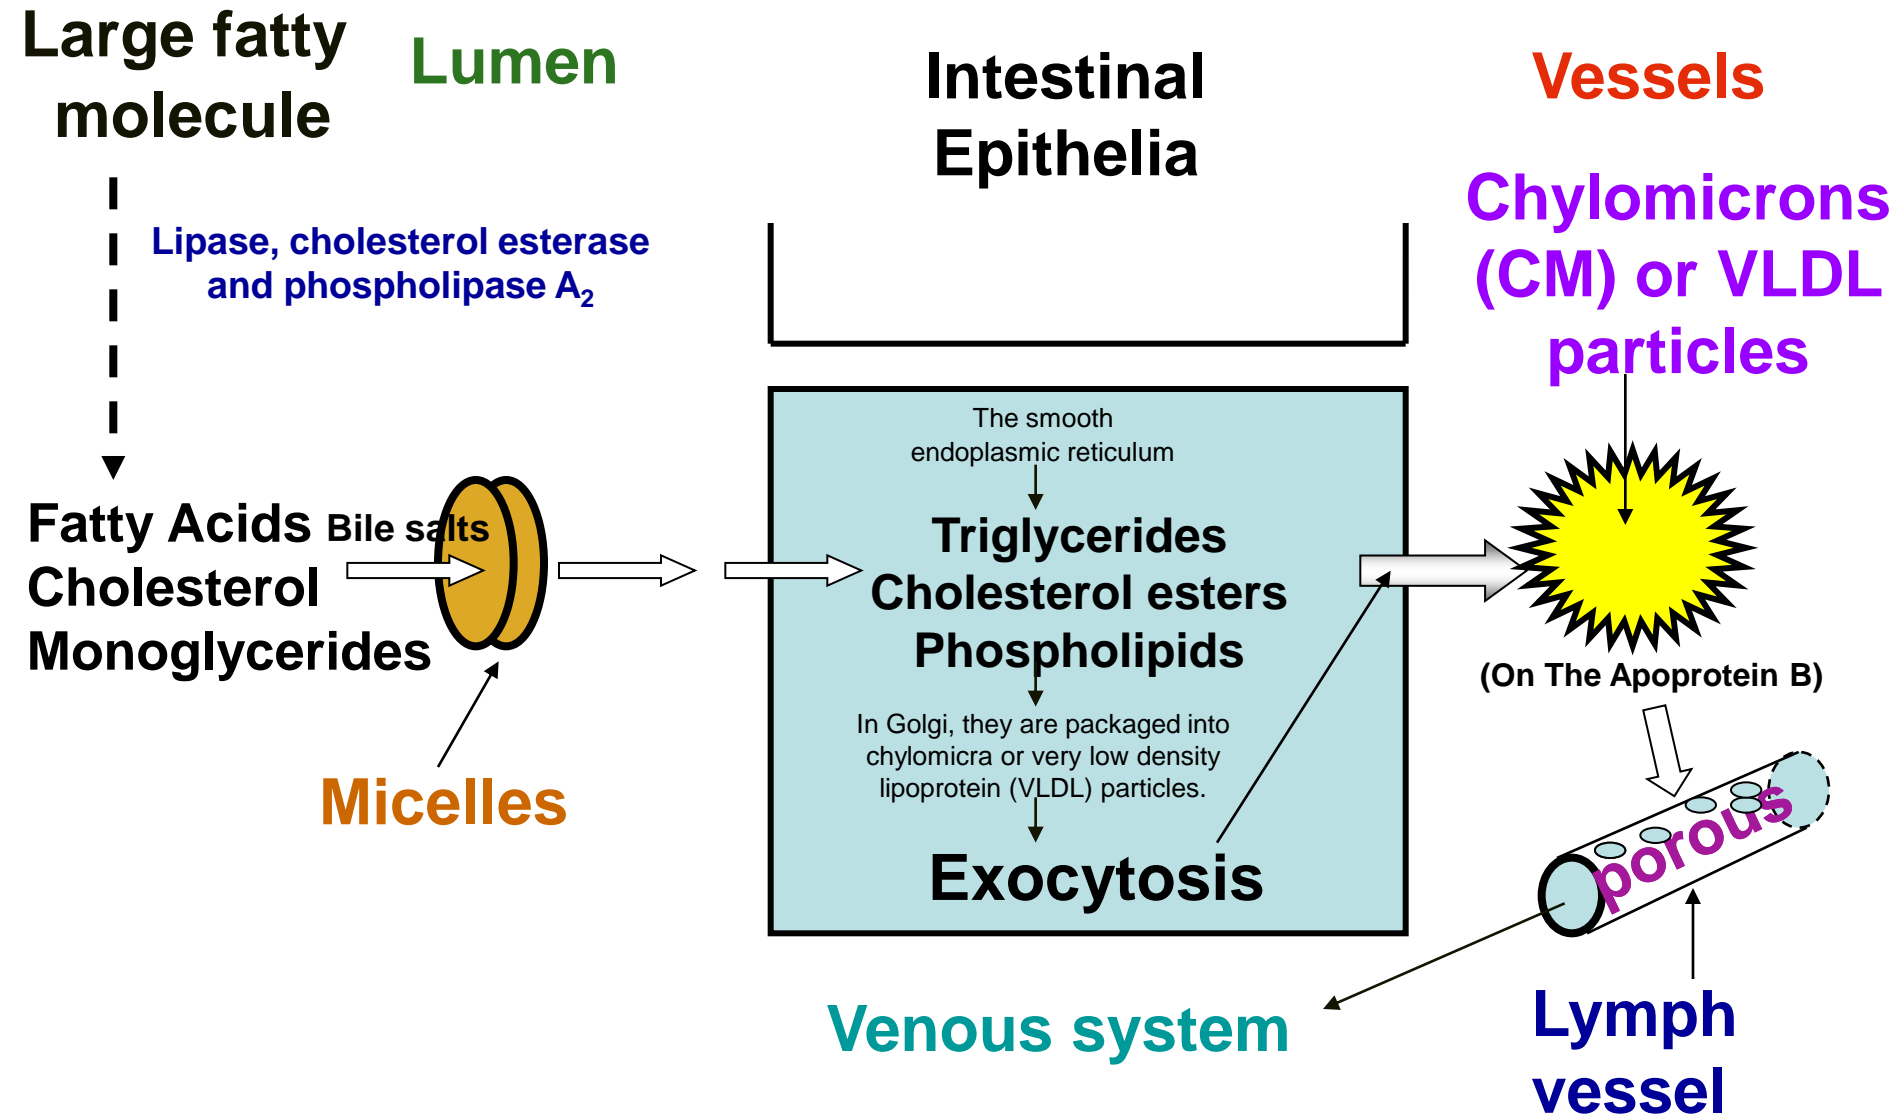 Large fatty
molecule
Lumen
Intestinal
Epithelia
Vessels
Lipase, cholesterol esterase
and phospholipase A₂
Chylomicrons
(CM) or VLDL
particles
The smooth
endoplasmic reticulum
Fatty Acids
Cholesterol
Monoglycerides
Bile salts
Triglycerides
Cholesterol esters
Phospholipids
(On The Apoprotein B)
In Golgi, they are packaged into
chylomicra or very low density
lipoprotein (VLDL) particles.
Micelles
Exocytosis
porous
Venous system
Lymph
vessel